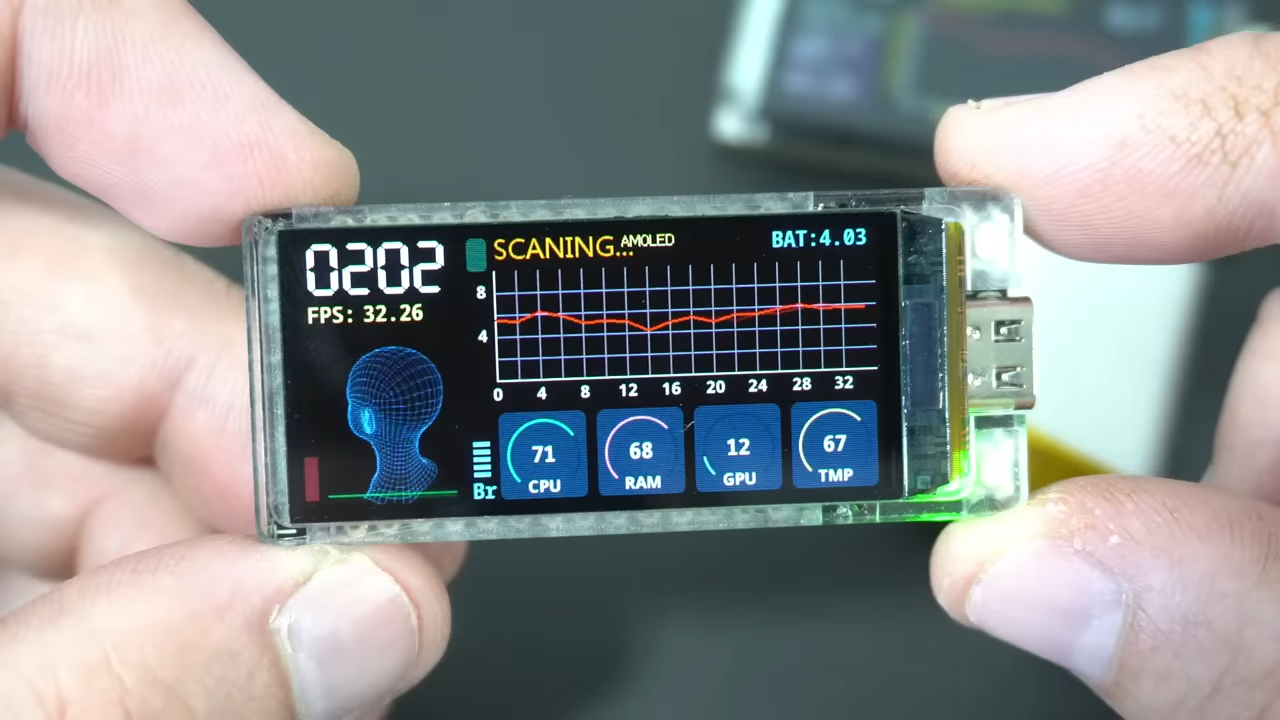 0202
FPS: 32.26
SCANING...
AMOLED
BAT:4.03
8
4
0 4 8 12 16 20 24 28 32
Br
71
CPU
68
RAM
12
GPU
67
TMP